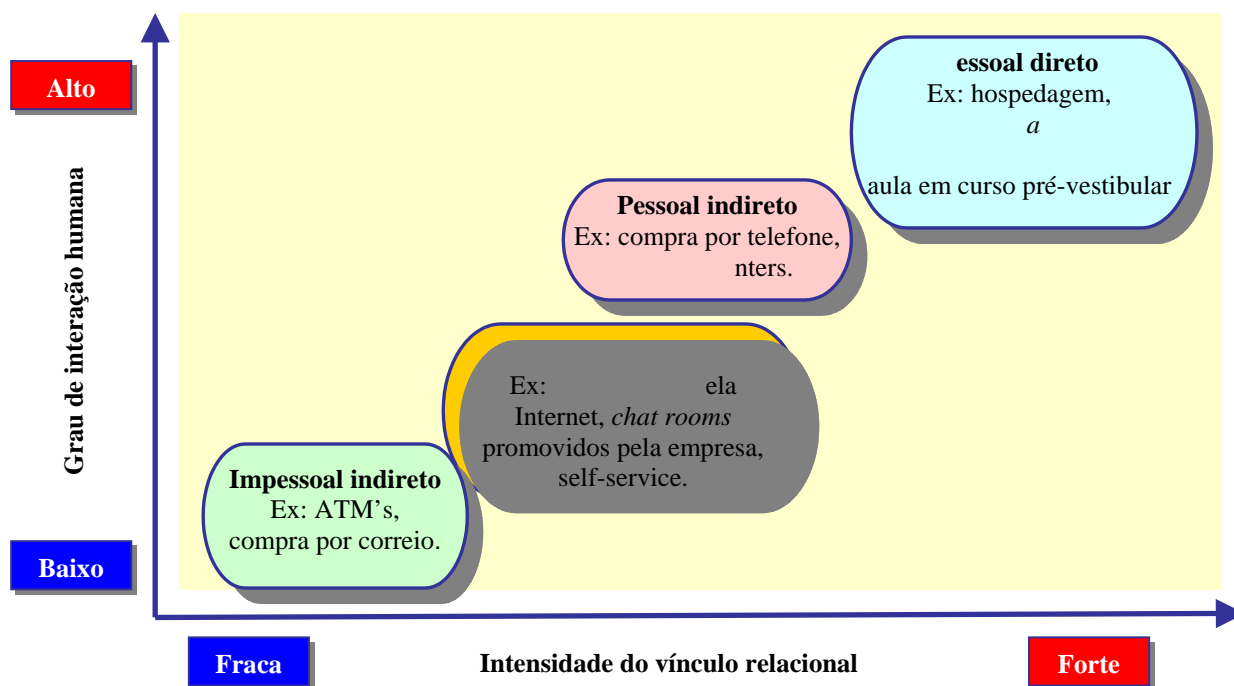 Alto
essoal direto
Ex: hospedagem,
a
aula em curso pré-vestibular
Pessoal indireto
Ex: compra por telefone,
nters.
Grau de interação humana
Ex: ela
Internet, chat rooms
promovidos pela empresa,
self-service.
Impessoal indireto
Ex: ATM’s,
compra por correio.
Baixo
Fraca
Intensidade do vínculo relacional
Forte